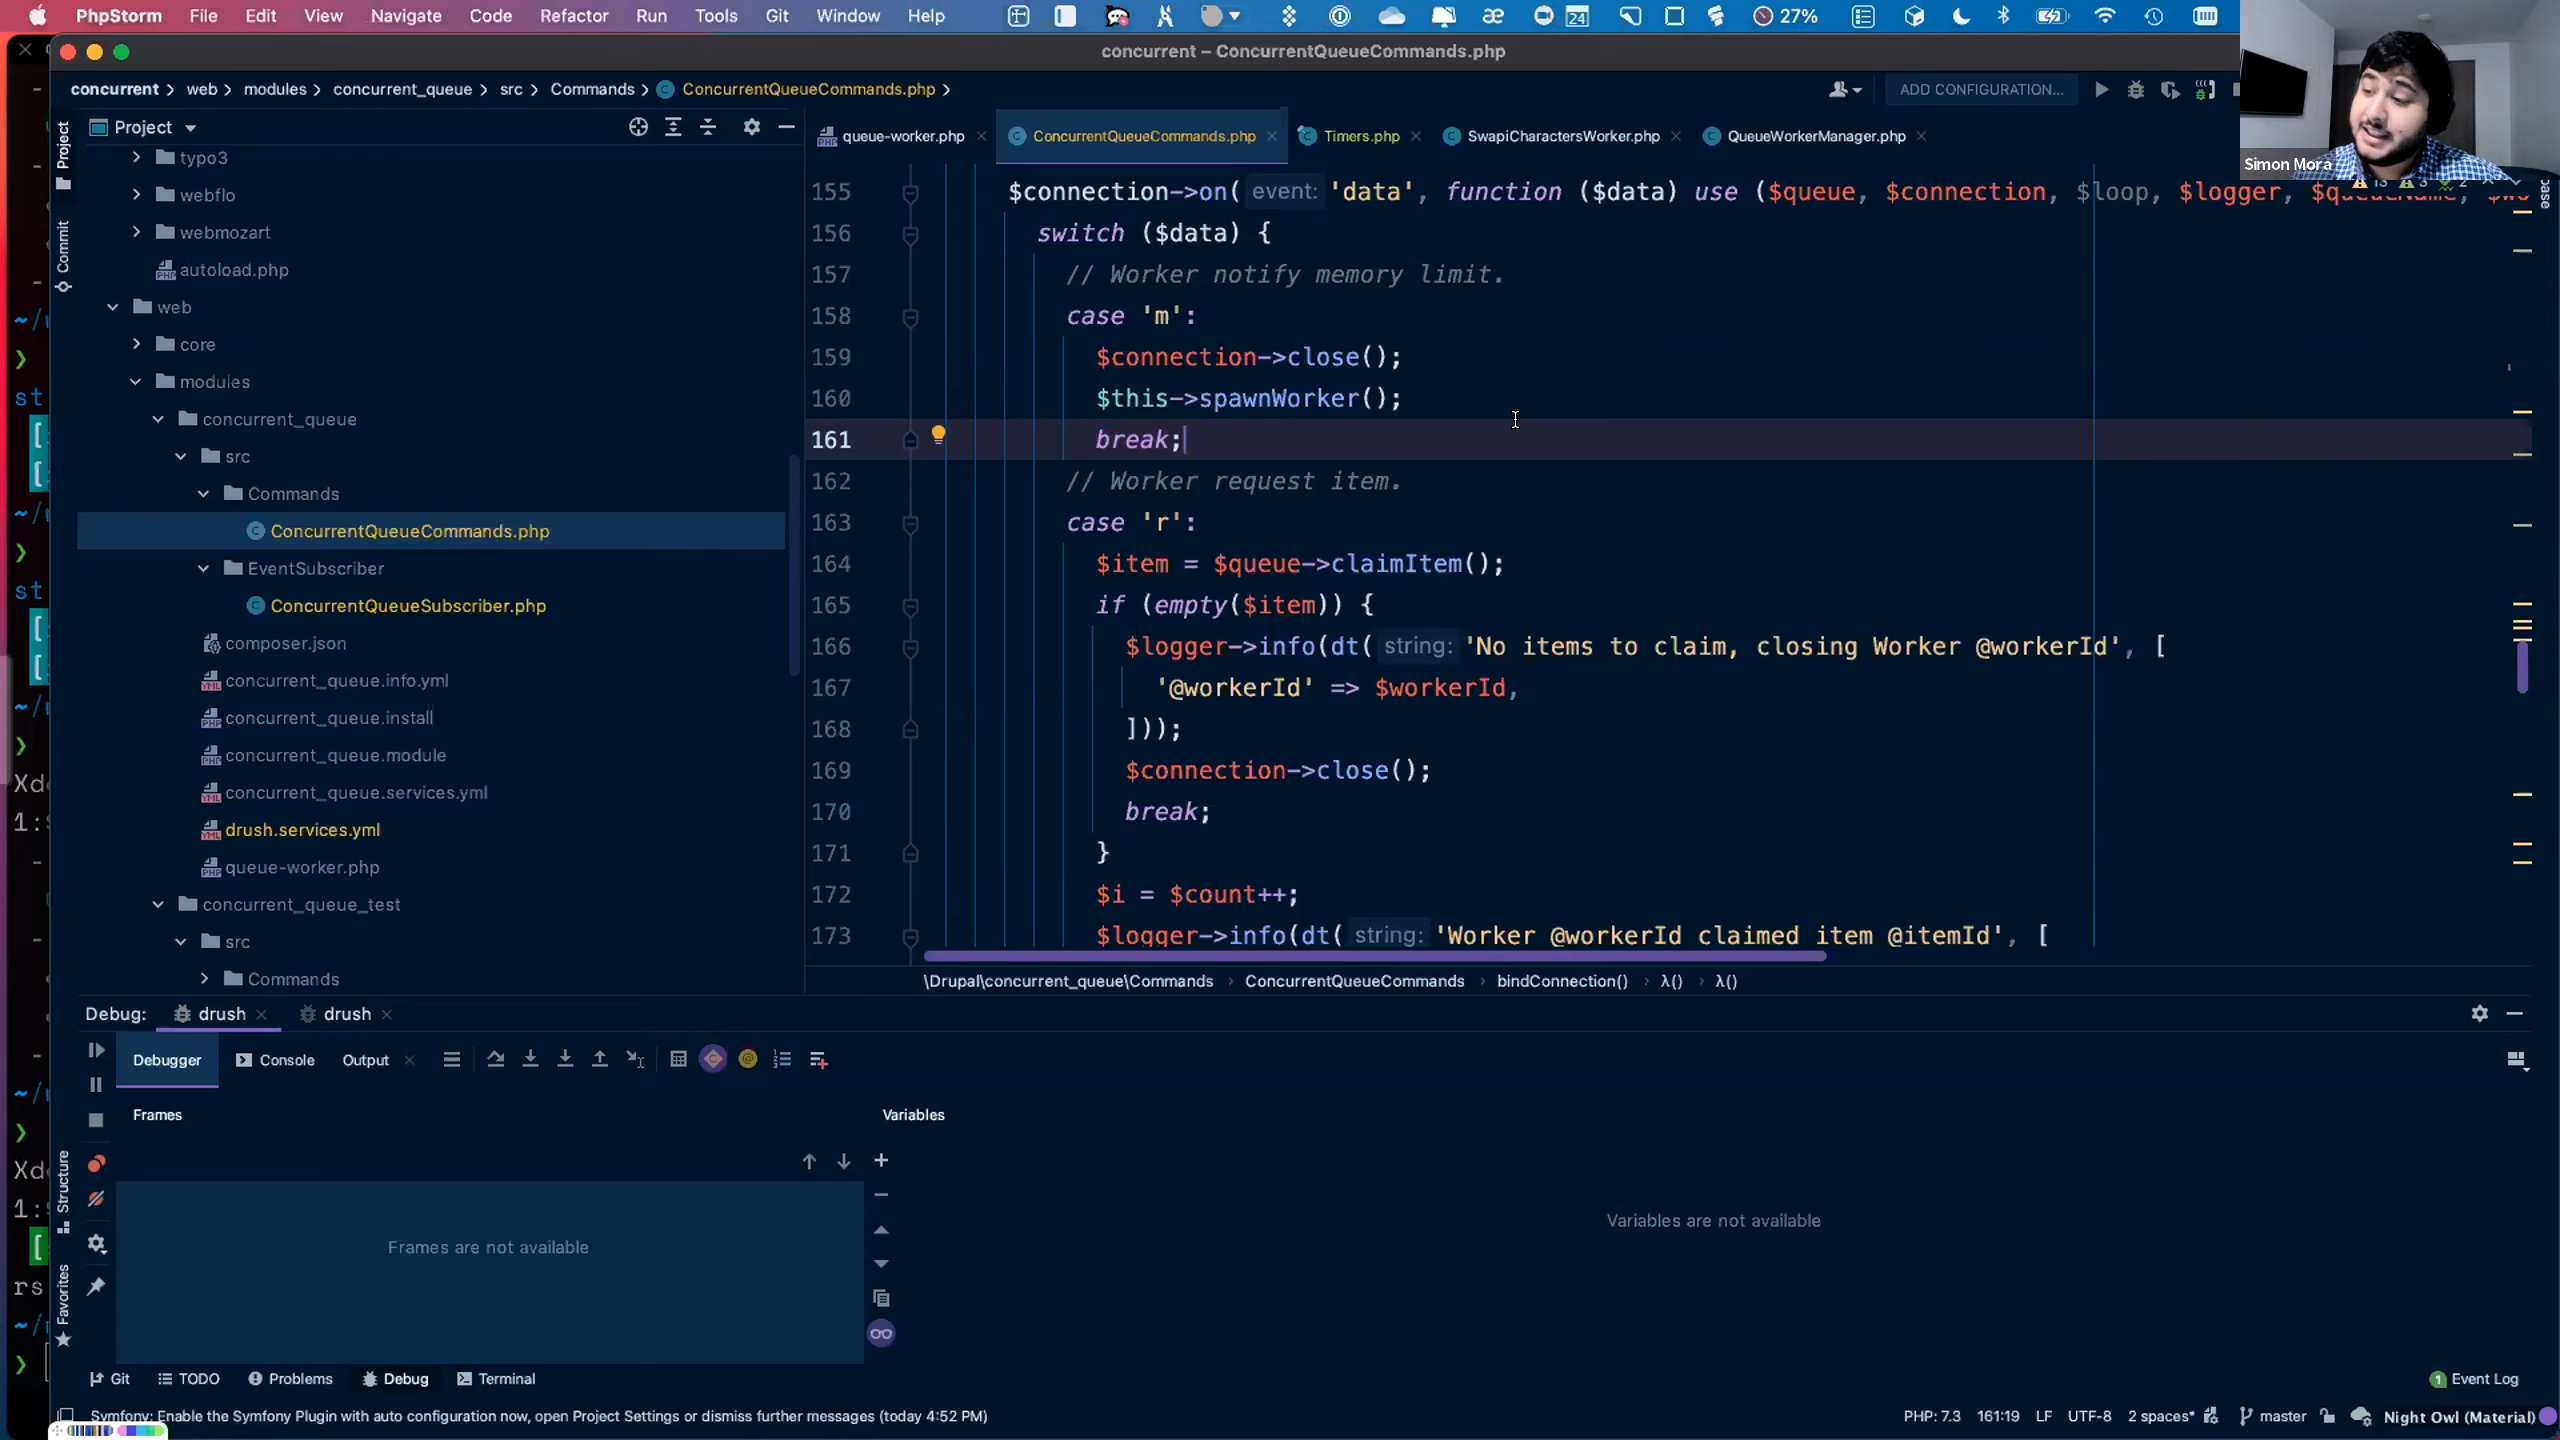 PhpStorm File Edit View Navigate Code Refactor Run Tools Git Window Help 24 27%
concurrent – ConcurrentQueueCommands.php
concurrent web modules concurrent_queue src Commands ConcurrentQueueCommands.php ADD CONFIGURATION...
Project
queue-worker.php ConcurrentQueueCommands.php Timers.php SwapiCharactersWorker.php QueueWorkerManager.php
Simon Mora
Project
Commit
Structure
Favorites
typo3
webflo
webmozart
autoload.php
web
core
modules
concurrent_queue
src
Commands
ConcurrentQueueCommands.php
EventSubscriber
ConcurrentQueueSubscriber.php
composer.json
concurrent_queue.info.yml
concurrent_queue.install
concurrent_queue.module
concurrent_queue.services.yml
drush.services.yml
queue-worker.php
concurrent_queue_test
src
Commands
155 $connection->on( event: 'data', function ($data) use ($queue, $connection, $loop, $logger, $queueName,
156 switch ($data) {
157 // Worker notify memory limit.
158 case 'm':
159 $connection->close();
160 $this->spawnWorker();
161 break;
162 // Worker request item.
163 case 'r':
164 $item = $queue->claimItem();
165 if (empty($item)) {
166 $logger->info(dt( string: 'No items to claim, closing Worker @workerId', [
167 '@workerId' => $workerId,
168 ]));
169 $connection->close();
170 break;
171 }
172 $i = $count++;
173 $logger->info(dt( string: 'Worker @workerId claimed item @itemId', [
\Drupal\concurrent_queue\Commands ConcurrentQueueCommands bindConnection() λ() λ()
Debug: drush drush
Debugger Console Output
Frames
Variables
Frames are not available
Variables are not available
Git TODO Problems Debug Terminal
1 Event Log
Symfony: Enable the Symfony Plugin with auto configuration now, open Project Settings or dismiss further messages (today 4:52 PM)
PHP: 7.3 161:19 LF UTF-8 2 spaces* master Night Owl (Material)